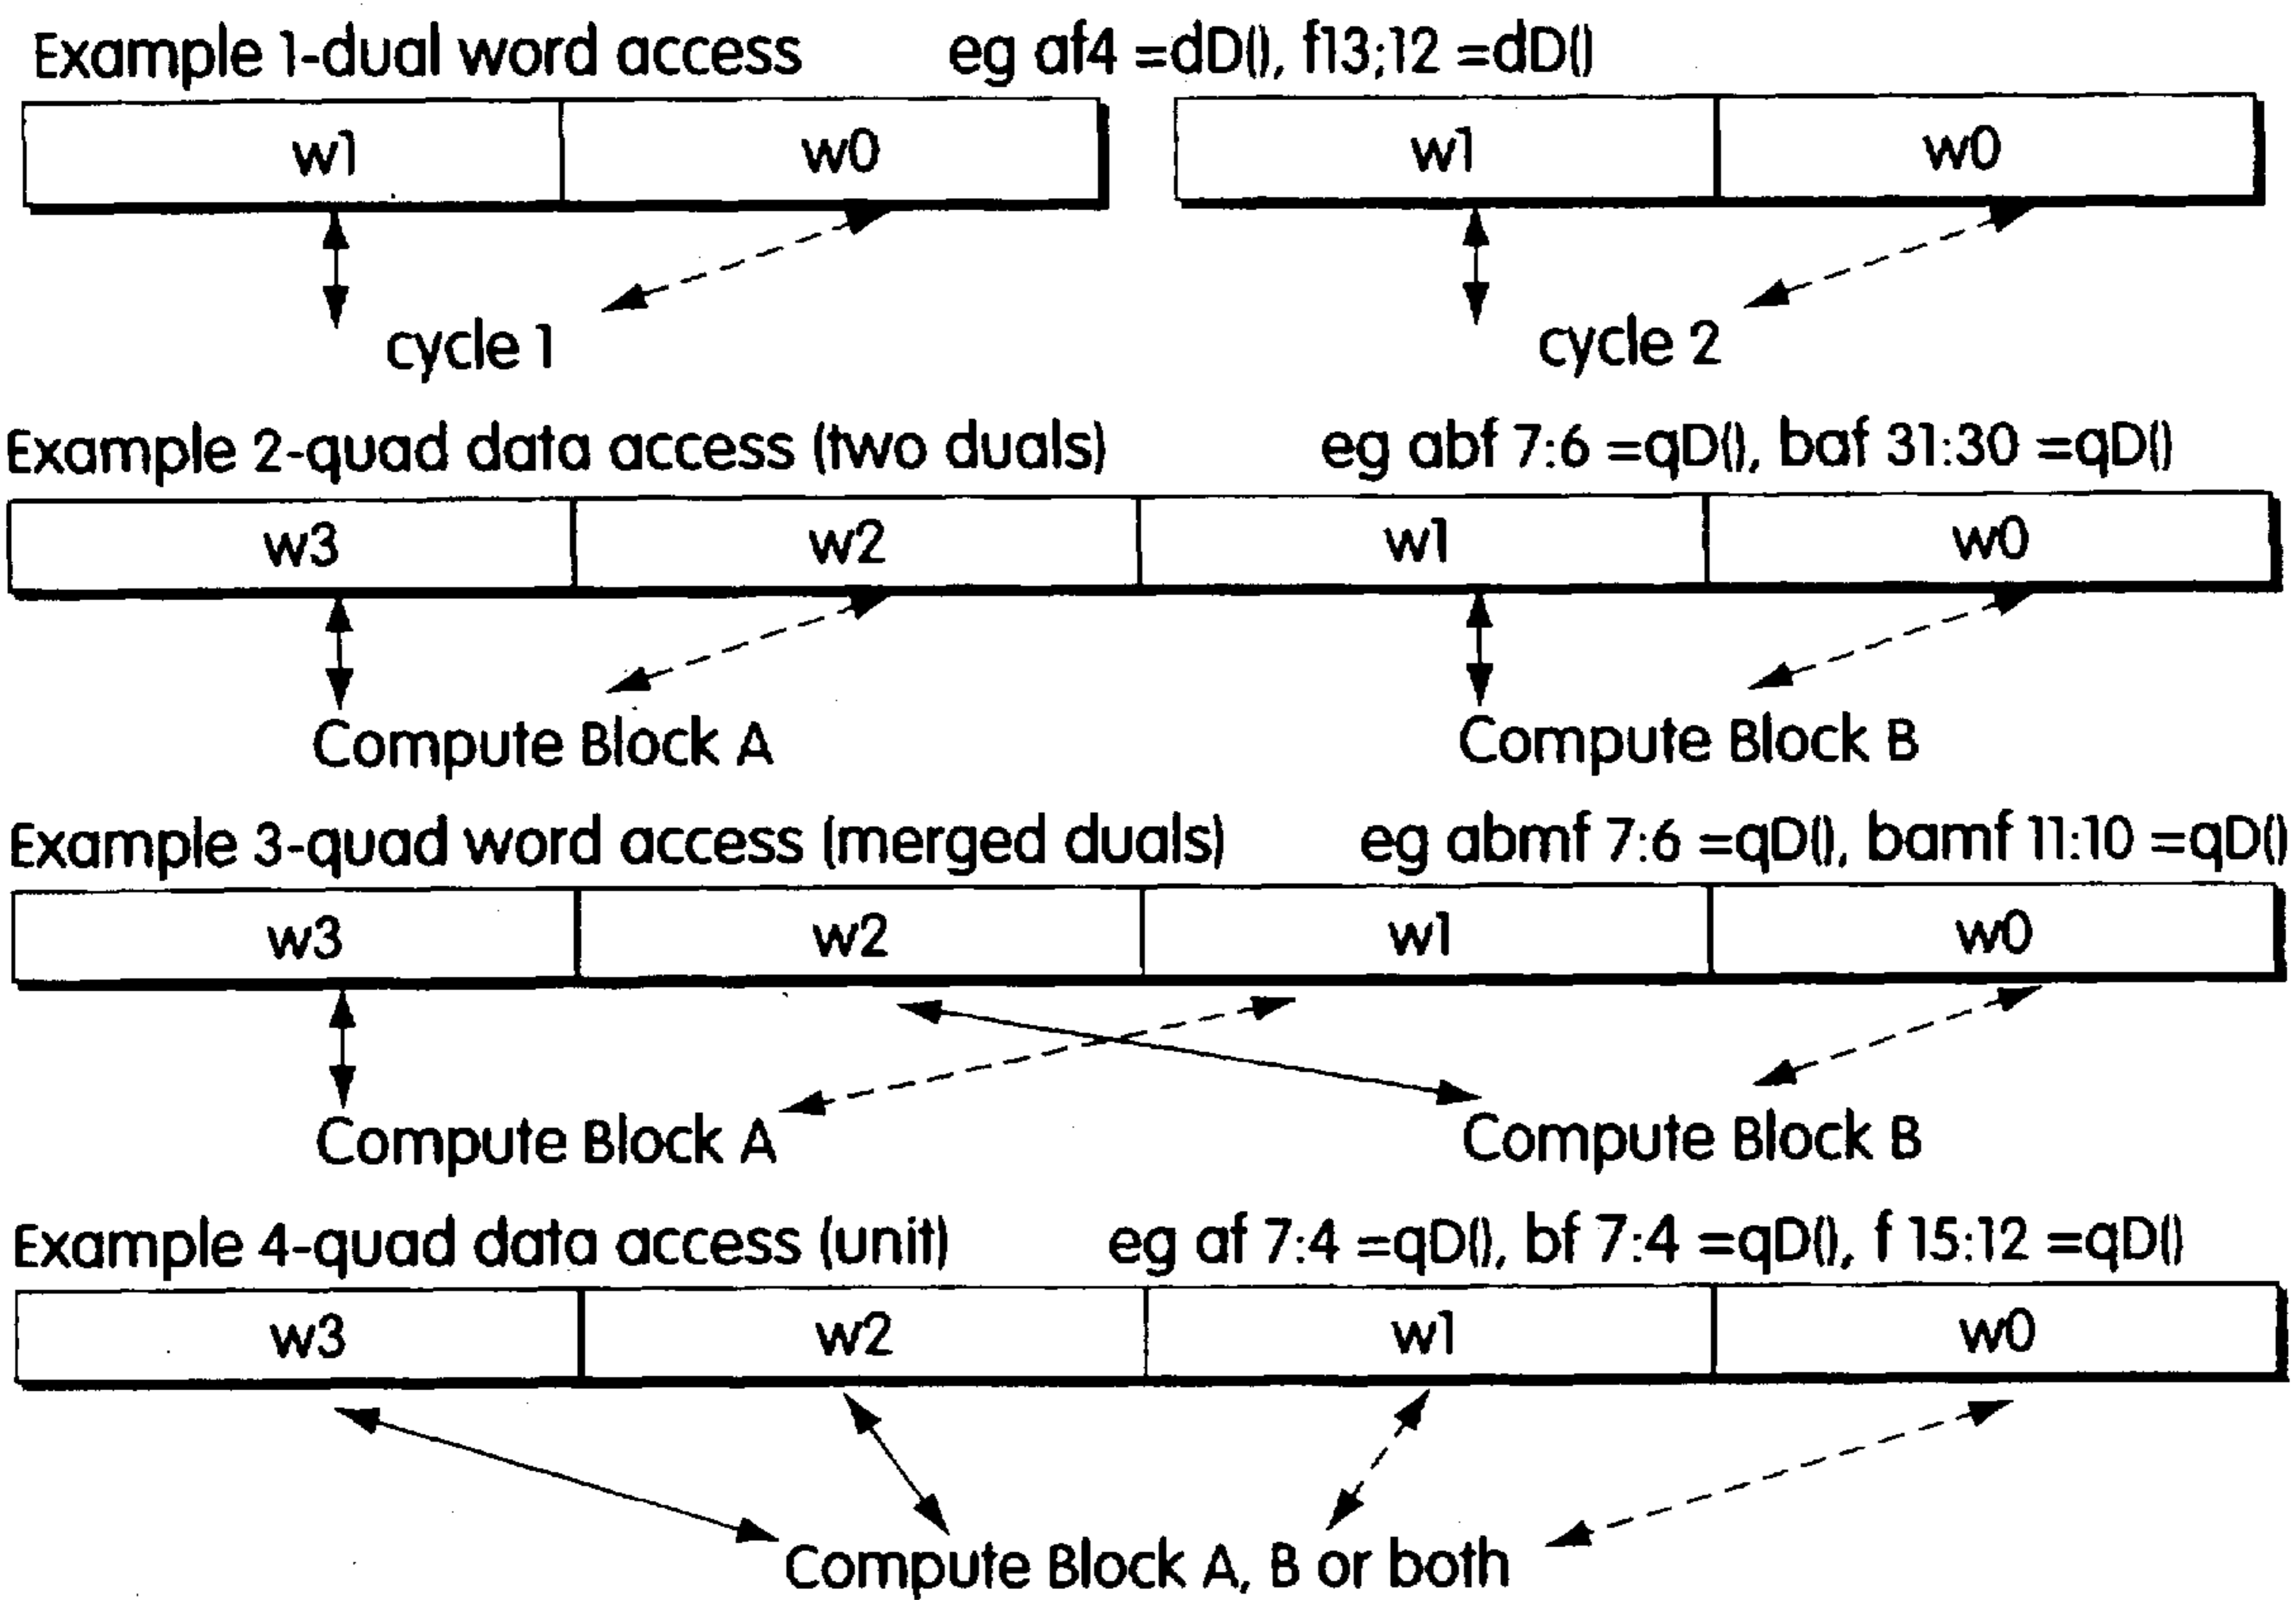 Example 1-dual word access eg af4 =dD(), f13;12 =dD()
w1 w0 w1 w0
cycle 1 cycle 2
Example 2-quad data access (two duals) eg abf 7:6 =qD(), baf 31:30 =qD()
w3 w2 w1 w0
Compute Block A Compute Block B
Example 3-quad word access (merged duals) eg abmf 7:6 =qD(), bamf 11:10 =qD()
w3 w2 w1 w0
Compute Block A Compute Block B
Example 4-quad data access (unit) eg af 7:4 =qD(), bf 7:4 =qD(), f 15:12 =qD()
w3 w2 w1 w0
Compute Block A, B or both